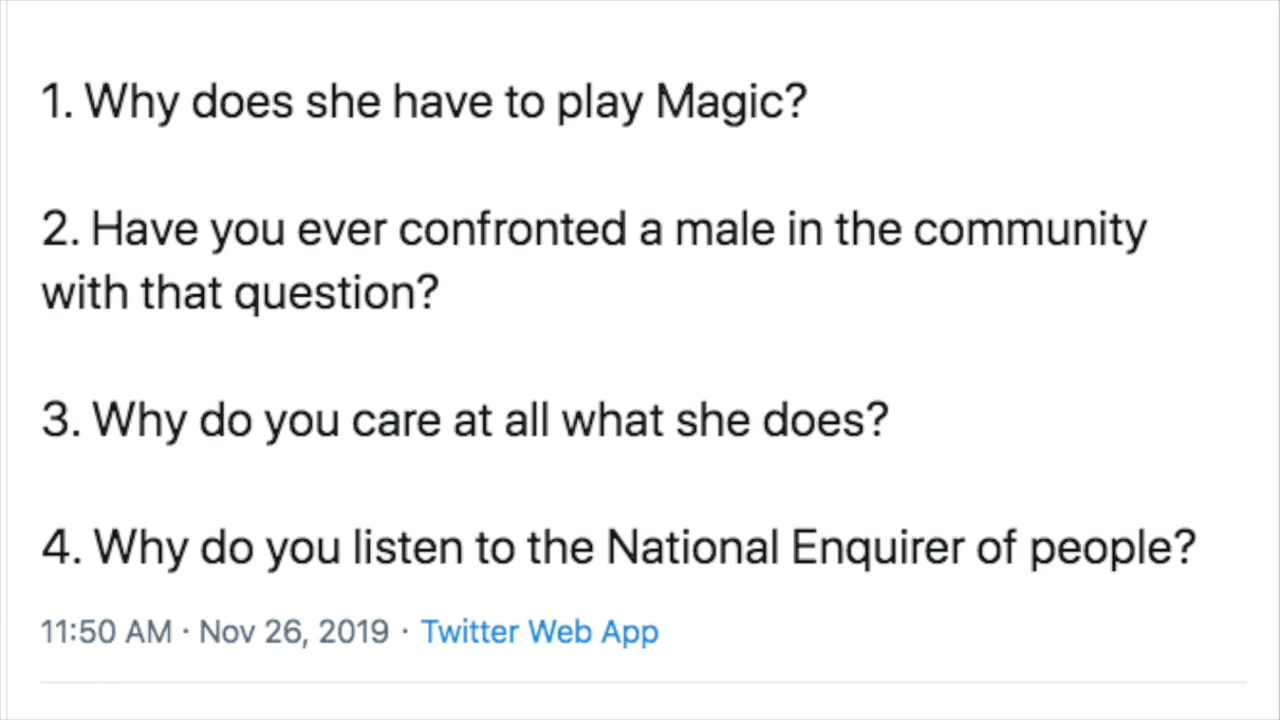 1. Why does she have to play Magic?
2. Have you ever confronted a male in the community
with that question?
3. Why do you care at all what she does?
4. Why do you listen to the National Enquirer of people?
11:50 AM · Nov 26, 2019 · Twitter Web App